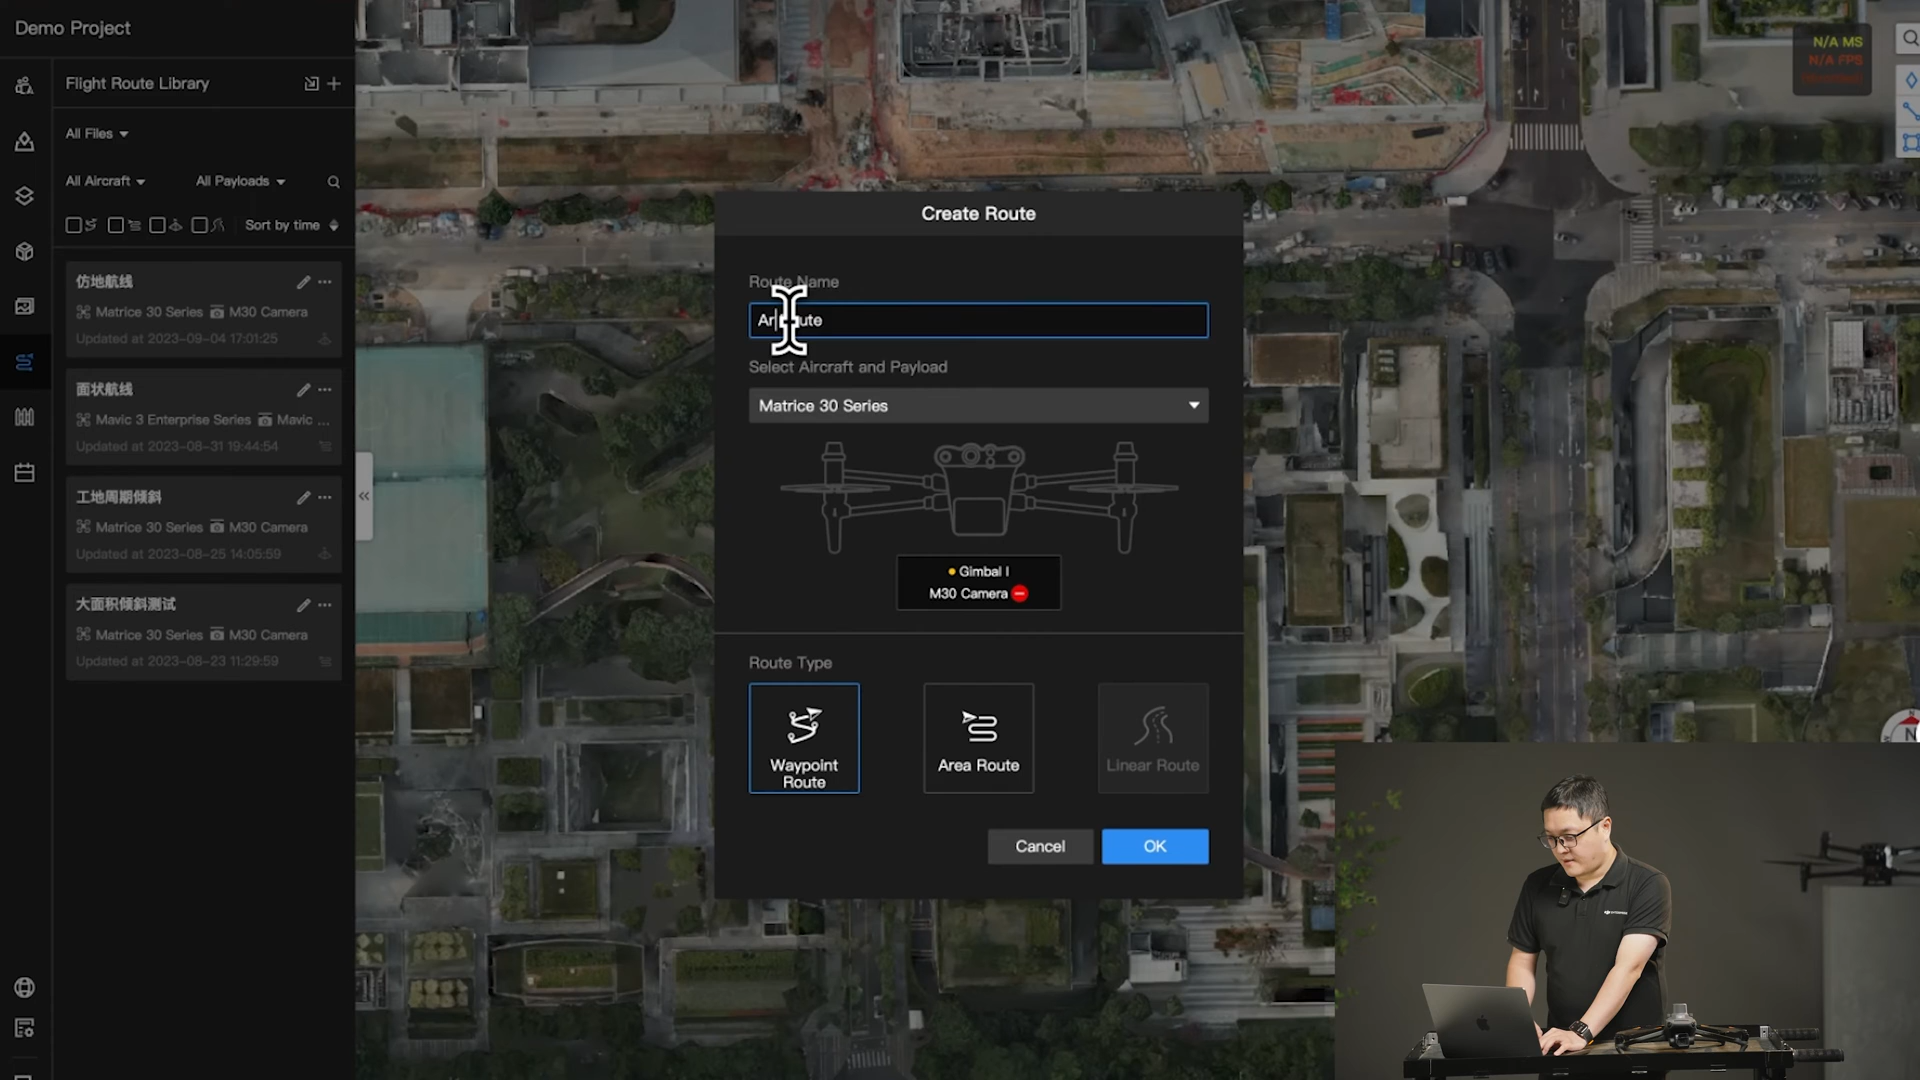 Demo Project
Flight Route Library
All Files
All Aircraft
All Payloads
Sort by time
仿地航线
Matrice 30 Series
M30 Camera
Updated at 2023-09-04 17:01:25
面状航线
Mavic 3 Enterprise Series
Mavic ...
Updated at 2023-08-31 19:44:54
工地周期倾斜
Matrice 30 Series
M30 Camera
Updated at 2023-08-25 14:05:59
大面积倾斜测试
Matrice 30 Series
M30 Camera
Updated at 2023-08-23 11:29:59
N/A MS
N/A FPS
Create Route
Route Name
Select Aircraft and Payload
Matrice 30 Series
Gimbal I
M30 Camera
Route Type
Waypoint
Route
Area Route
Linear Route
Cancel
OK
N